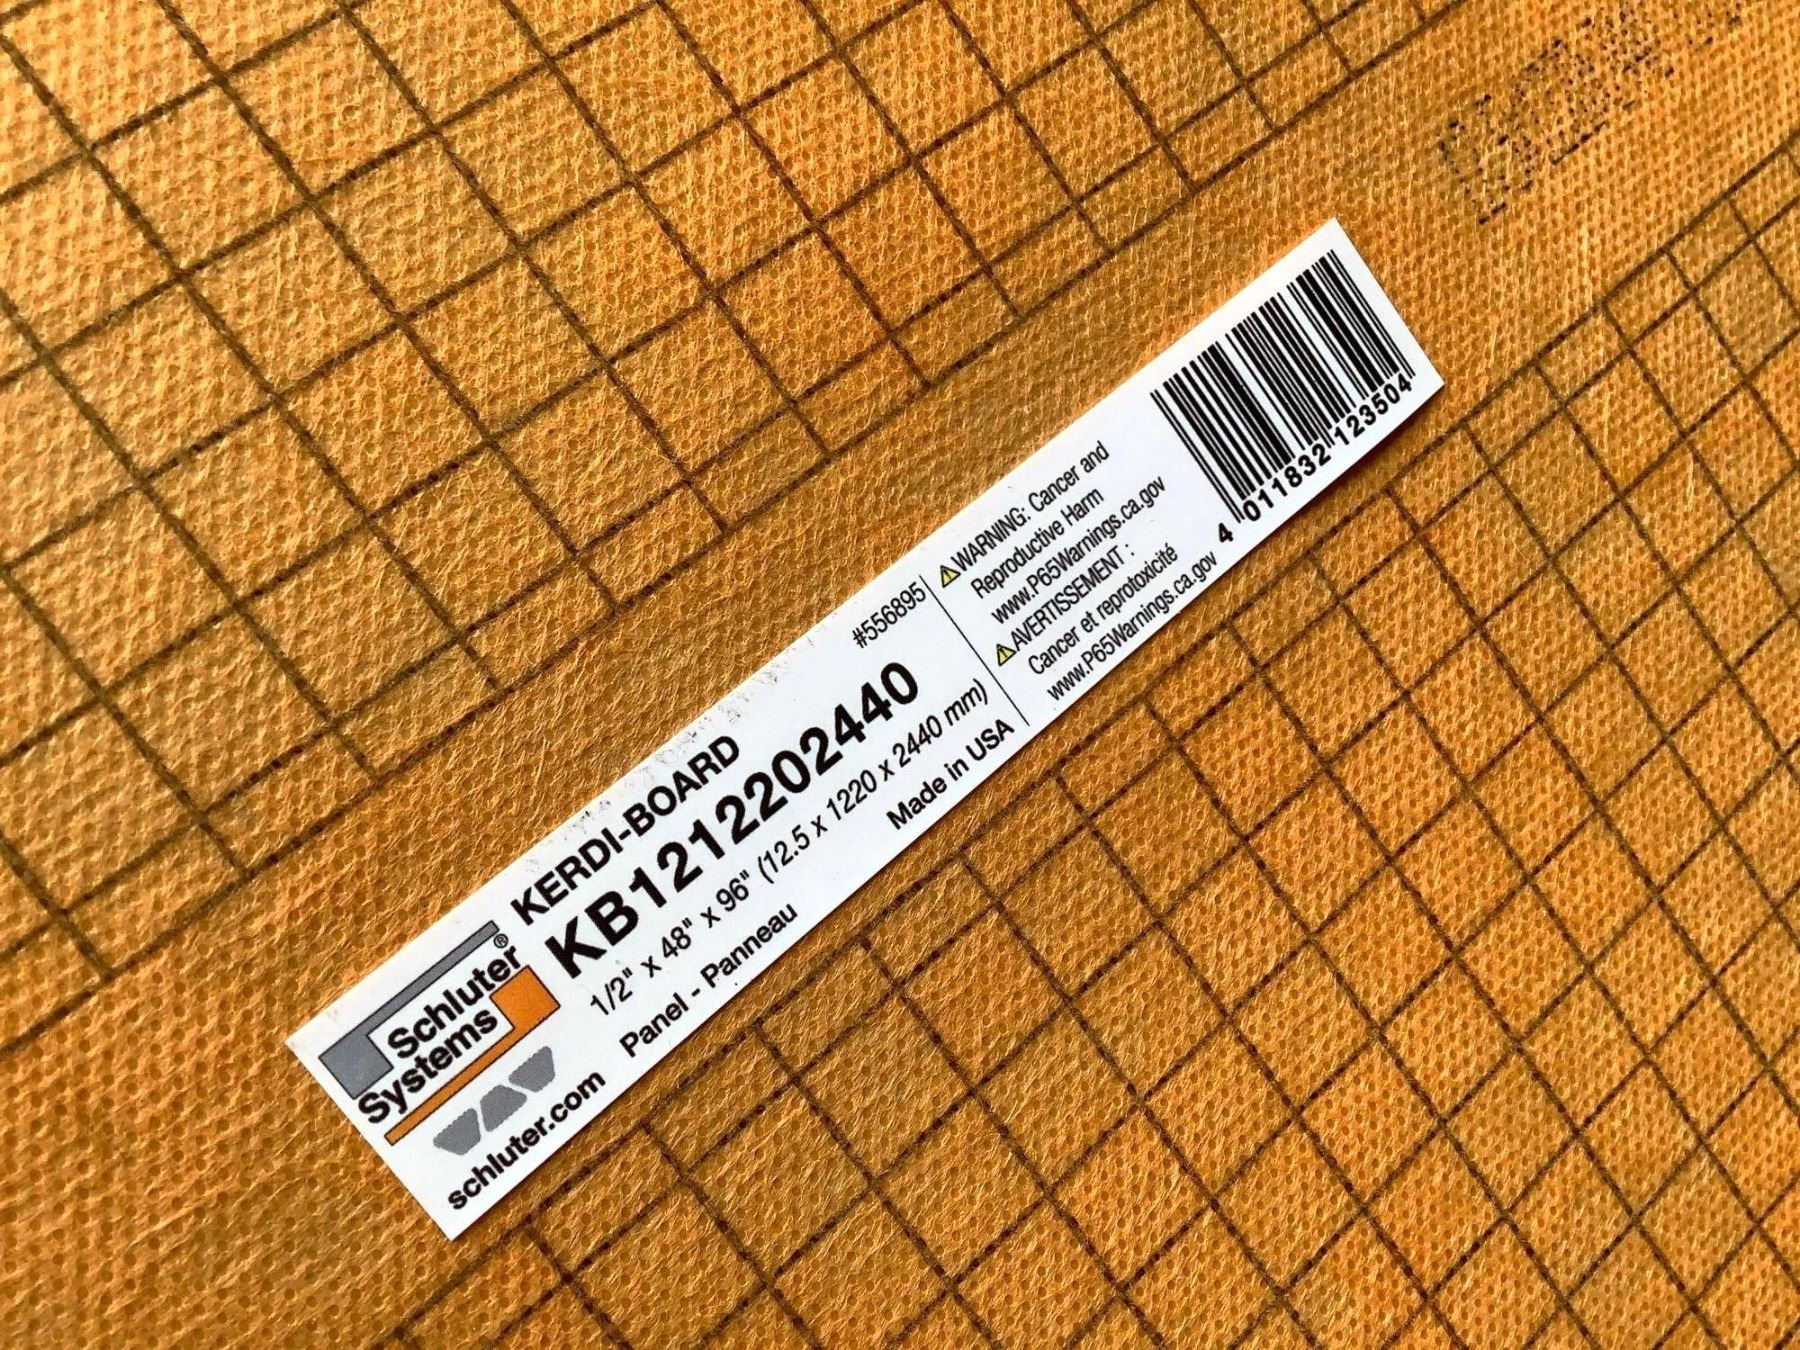 Schluter®
Systems
schluter.com
KERDI-BOARD
#556895
KB1212202440
1/2" x 48" x 96" (12.5 x 1220 x 2440 mm)
Panel - Panneau
Made in USA
WARNING: Cancer and
Reproductive Harm
www.P65Warnings.ca.gov
AVERTISSEMENT :
Cancer et reprotoxicité
www.P65Warnings.ca.gov
4 011832 123504